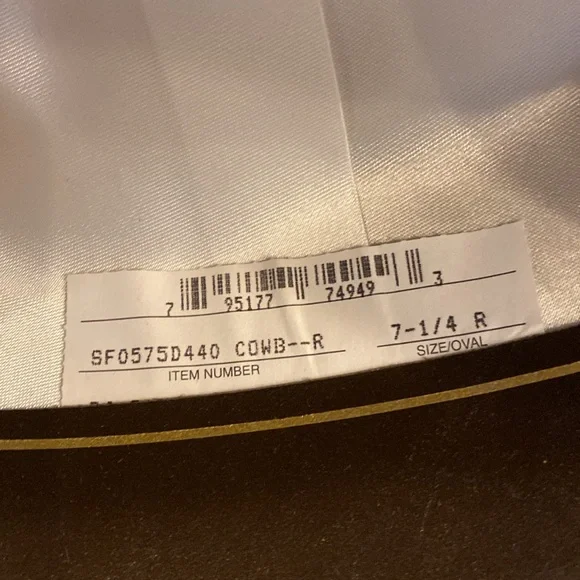 7 95177 74949 3
SF0575D440 COWB--R 7-1/4 R
ITEM NUMBER SIZE/OVAL